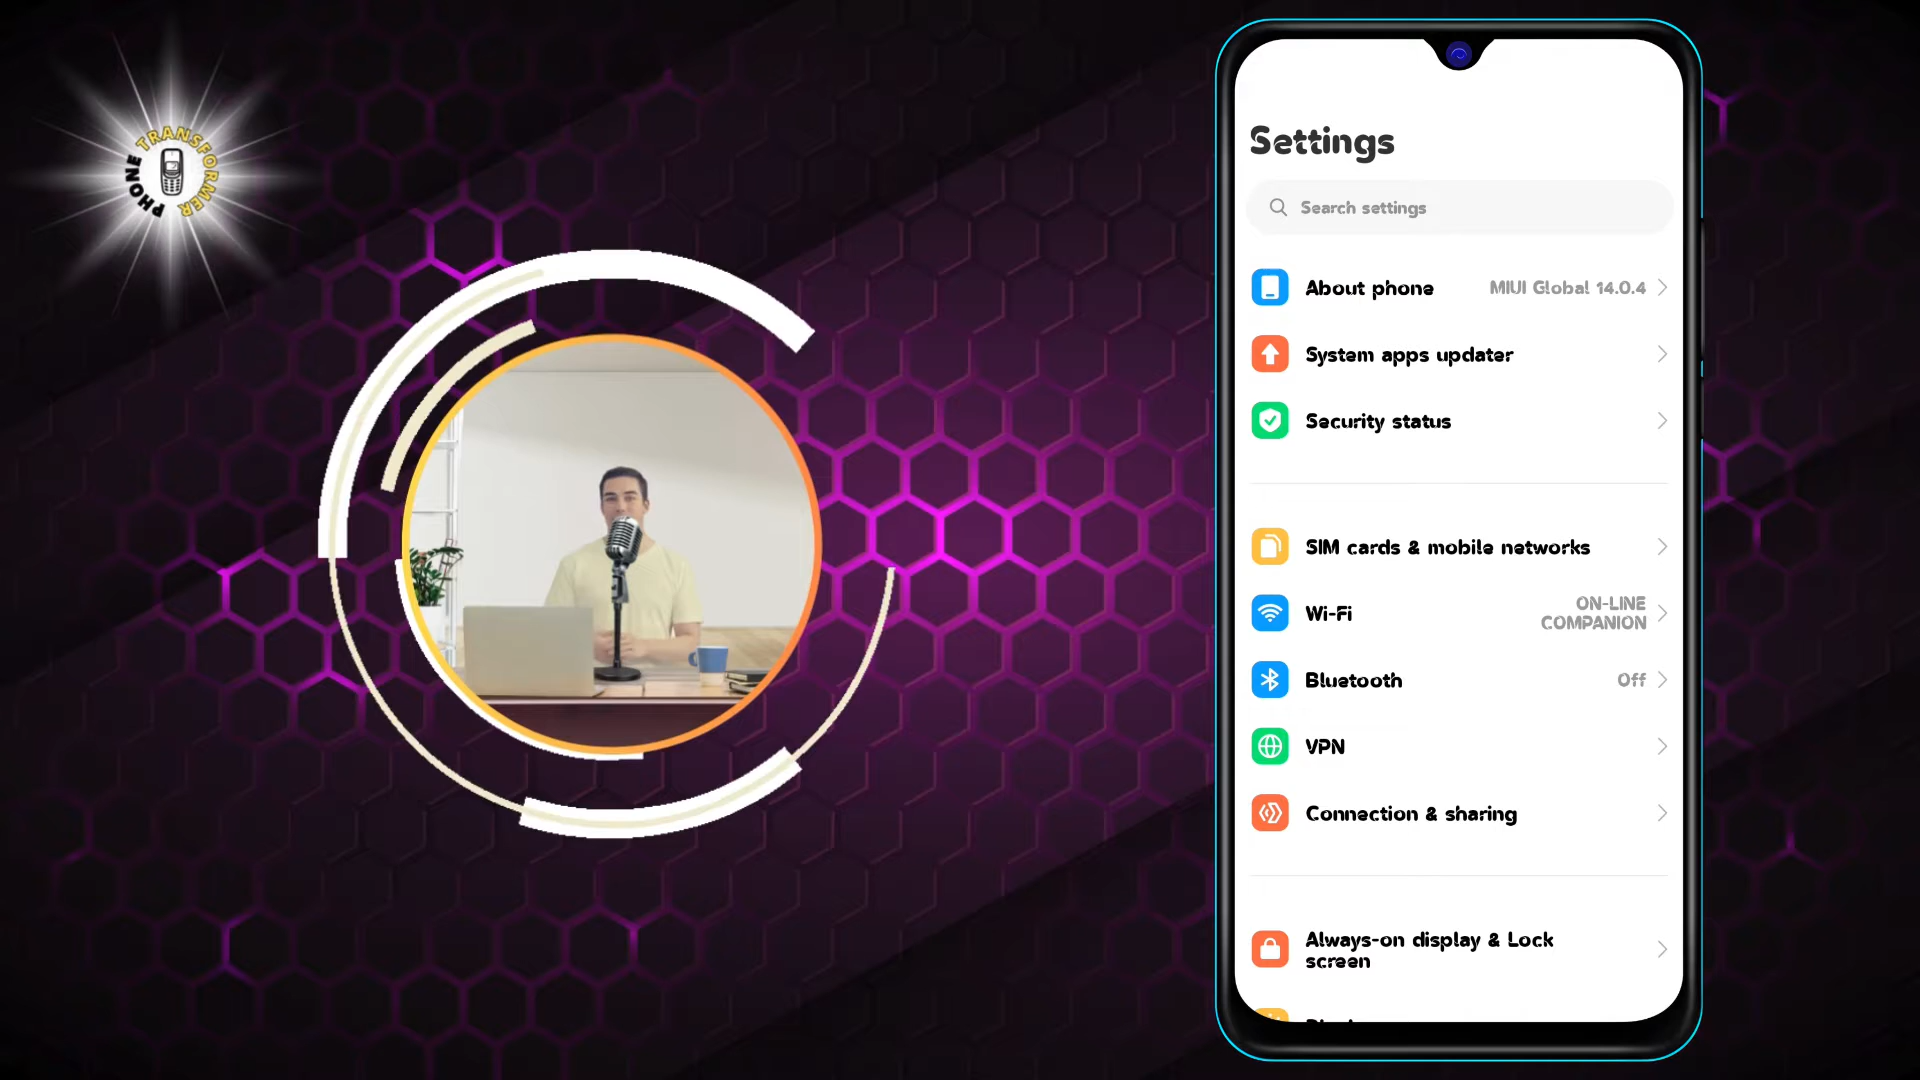 PHONE TRANSFORMER
Settings
Search settings
About phone
MIUI Global 14.0.4
System apps updater
Security status
SIM cards & mobile networks
Wi-Fi
ON-LINE
COMPANION
Bluetooth
Off
VPN
Connection & sharing
Always-on display & Lock
screen